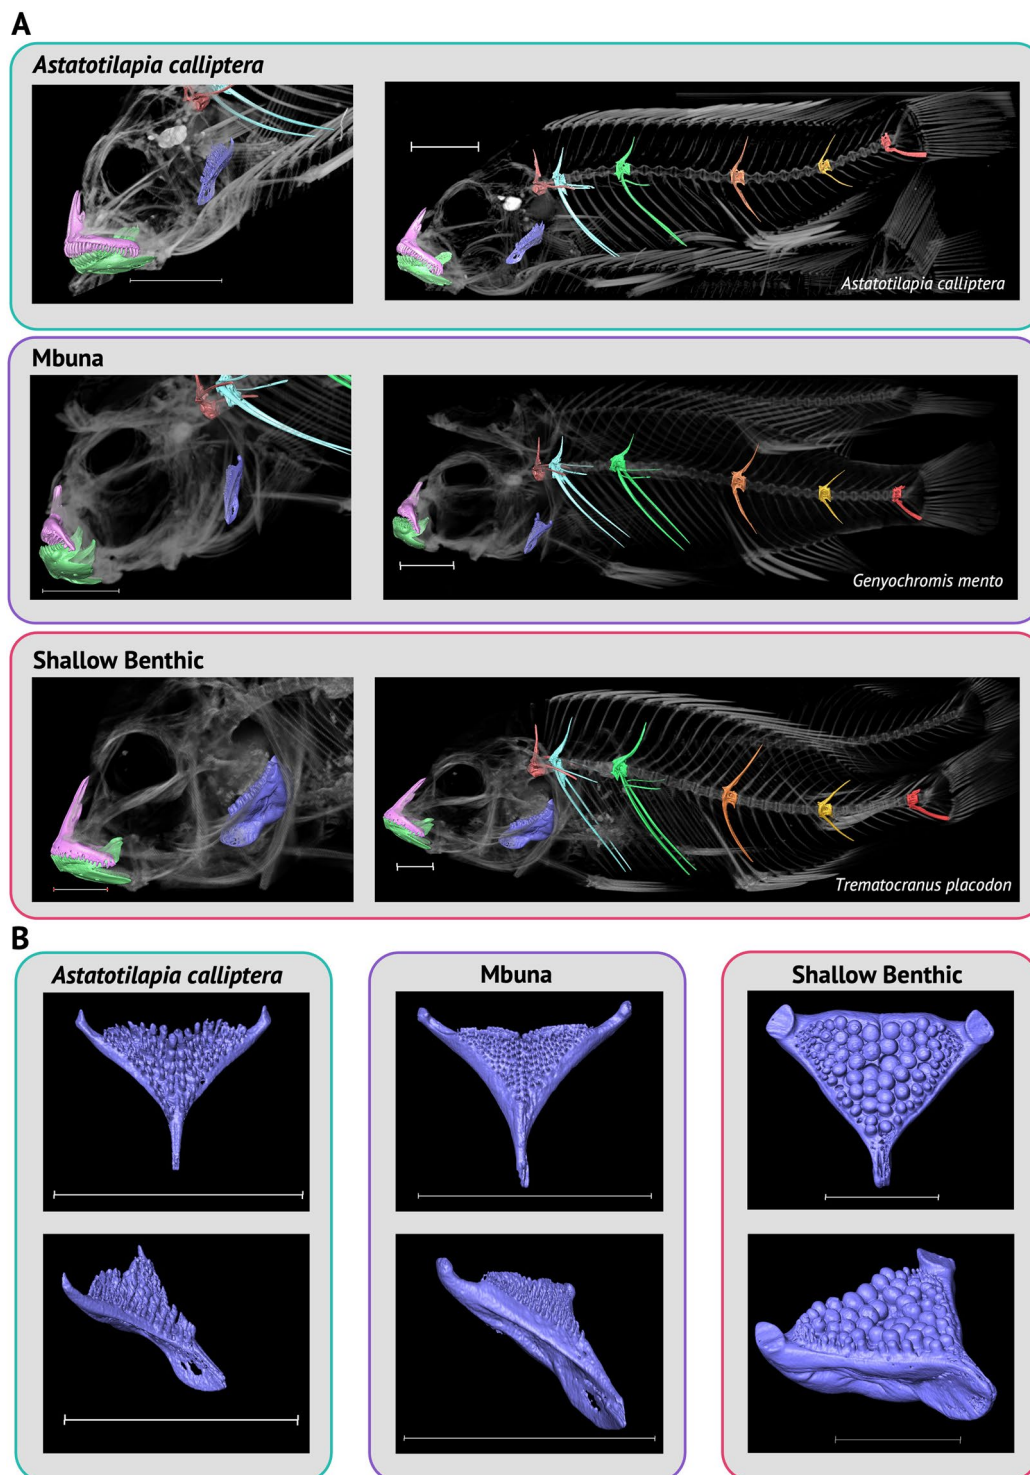 A
Astatotilapia calliptera
Astatotilapia calliptera
Mbuna
Genyochromis mento
Shallow Benthic
Trematocranus placodon
B
Astatotilapia calliptera
Mbuna
Shallow Benthic